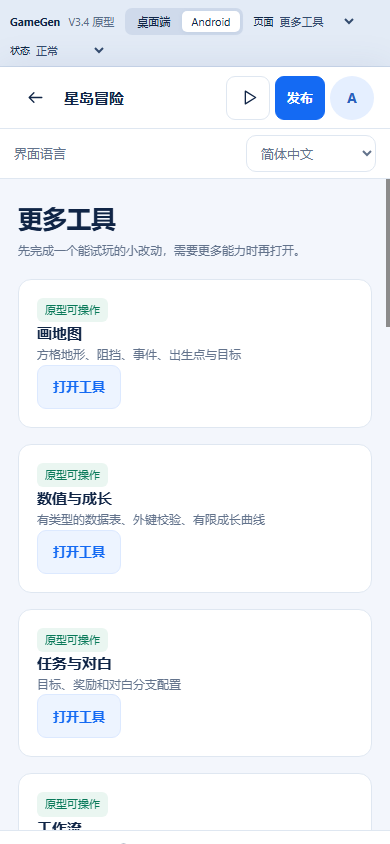 GameGen V3.4 原型 桌面端 Android 页面 更多工具
状态 正常
星岛冒险 发布 A
界面语言 简体中文
更多工具
先完成一个能试玩的小改动，需要更多能力时再打开。
原型可操作
画地图
方格地形、阻挡、事件、出生点与目标
打开工具
原型可操作
数值与成长
有类型的数据表、外键校验、有限成长曲线
打开工具
原型可操作
任务与对白
目标、奖励和对白分支配置
打开工具
原型可操作
工作流